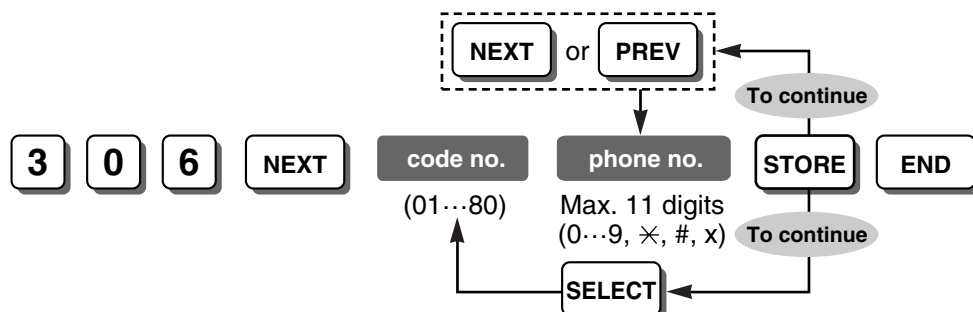 NEXT or PREV
To continue
3 0 6 NEXT code no. phone no. STORE END
(01···80) Max. 11 digits
(0···9, ✳, #, x) To continue
SELECT